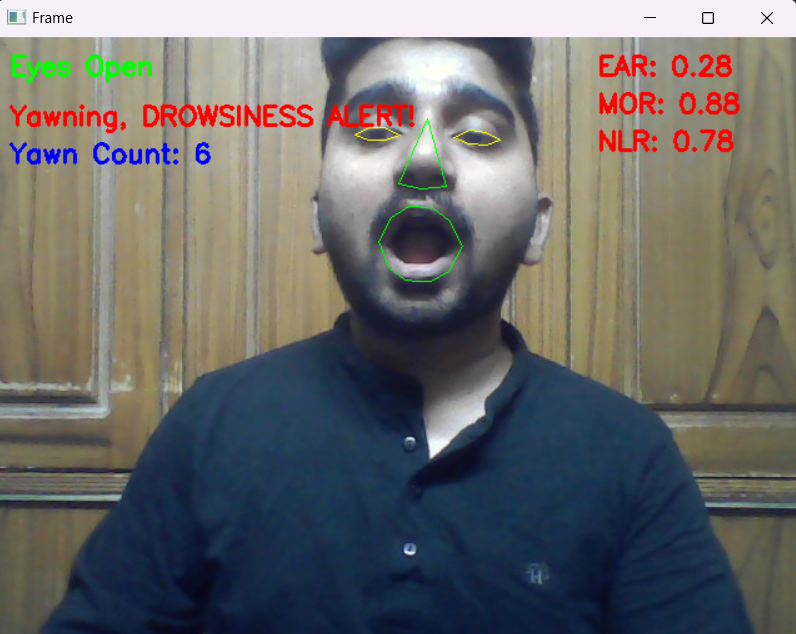 Frame
Eyes Open
Yawning, DROWSINESS ALERT!
Yawn Count: 6
EAR: 0.28
MOR: 0.88
NLR: 0.78
H